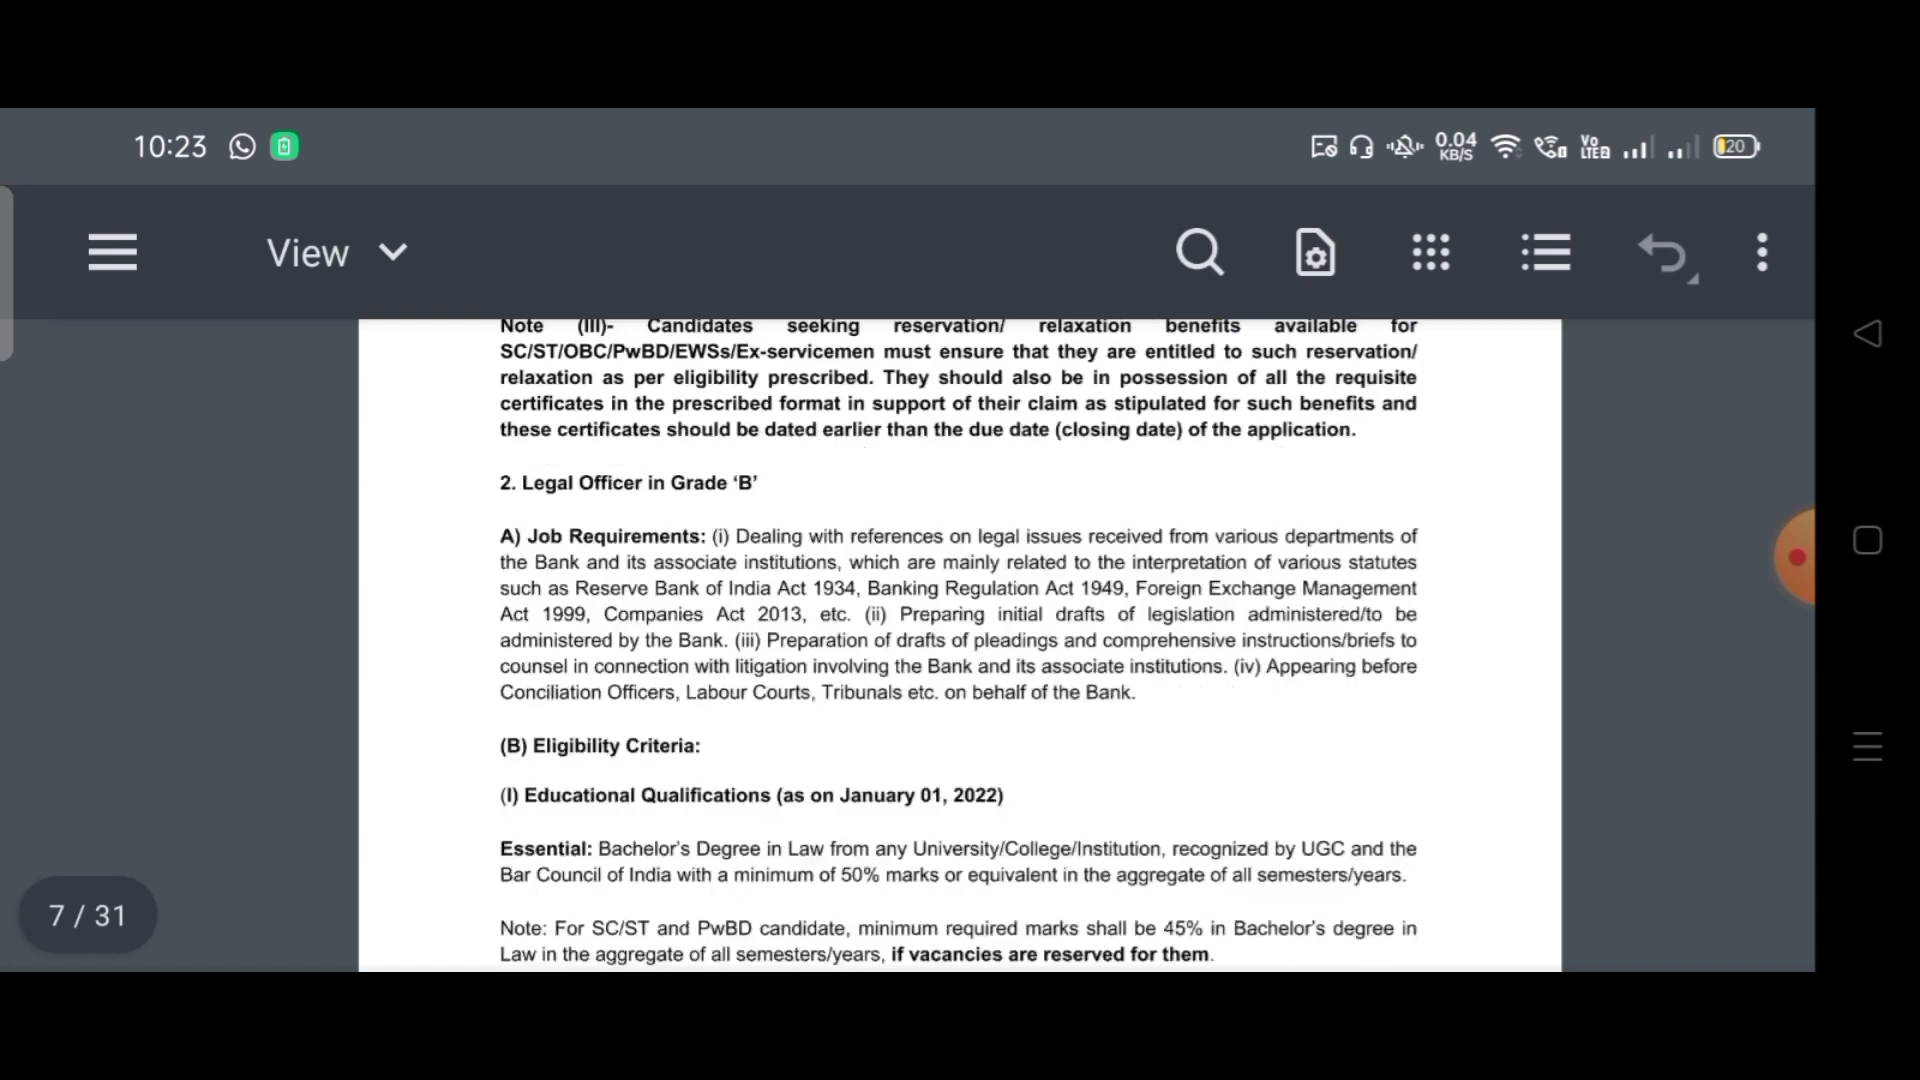 10:23
0.04
KB/S
Vo
LTE2
20
View
Note (III)- Candidates seeking reservation/ relaxation benefits available for
SC/ST/OBC/PwBD/EWSs/Ex-servicemen must ensure that they are entitled to such reservation/
relaxation as per eligibility prescribed. They should also be in possession of all the requisite
certificates in the prescribed format in support of their claim as stipulated for such benefits and
these certificates should be dated earlier than the due date (closing date) of the application.
2. Legal Officer in Grade ‘B’
A) Job Requirements: (i) Dealing with references on legal issues received from various departments of
the Bank and its associate institutions, which are mainly related to the interpretation of various statutes
such as Reserve Bank of India Act 1934, Banking Regulation Act 1949, Foreign Exchange Management
Act 1999, Companies Act 2013, etc. (ii) Preparing initial drafts of legislation administered/to be
administered by the Bank. (iii) Preparation of drafts of pleadings and comprehensive instructions/briefs to
counsel in connection with litigation involving the Bank and its associate institutions. (iv) Appearing before
Conciliation Officers, Labour Courts, Tribunals etc. on behalf of the Bank.
(B) Eligibility Criteria:
(I) Educational Qualifications (as on January 01, 2022)
Essential: Bachelor’s Degree in Law from any University/College/Institution, recognized by UGC and the
Bar Council of India with a minimum of 50% marks or equivalent in the aggregate of all semesters/years.
7 / 31
Note: For SC/ST and PwBD candidate, minimum required marks shall be 45% in Bachelor’s degree in
Law in the aggregate of all semesters/years, if vacancies are reserved for them.